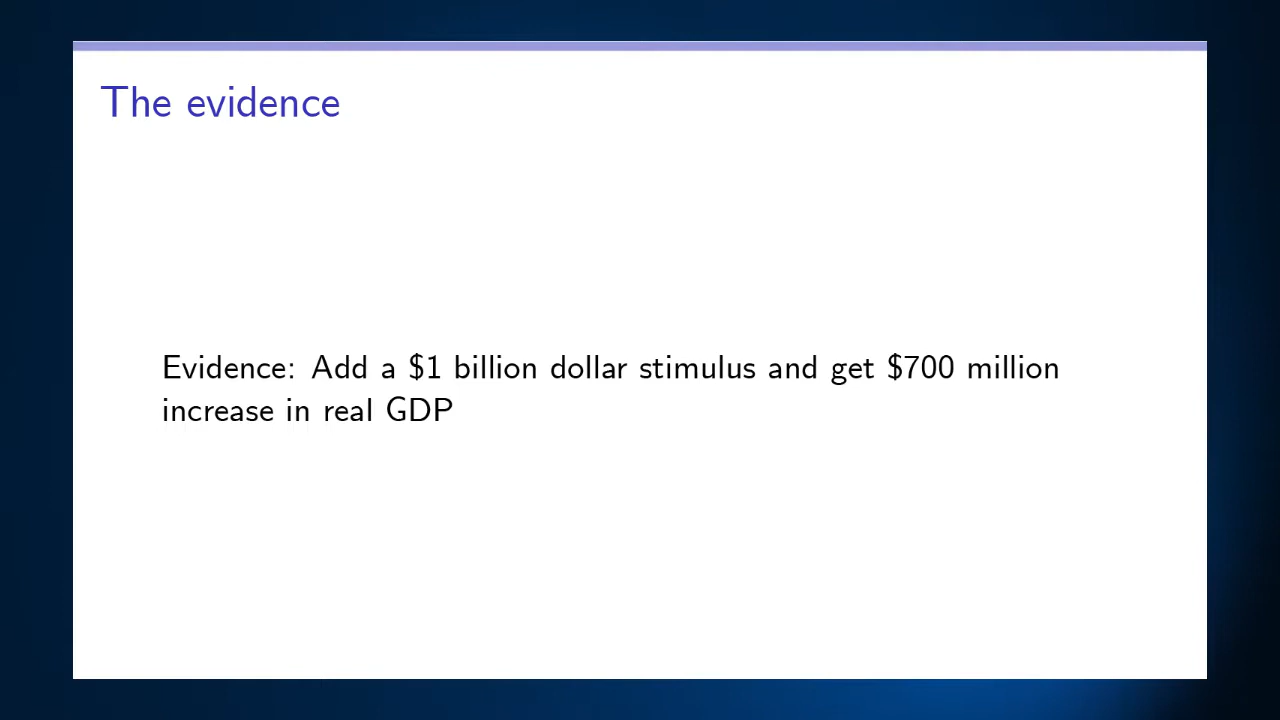 The evidence
Evidence: Add a $1 billion dollar stimulus and get $700 million
increase in real GDP